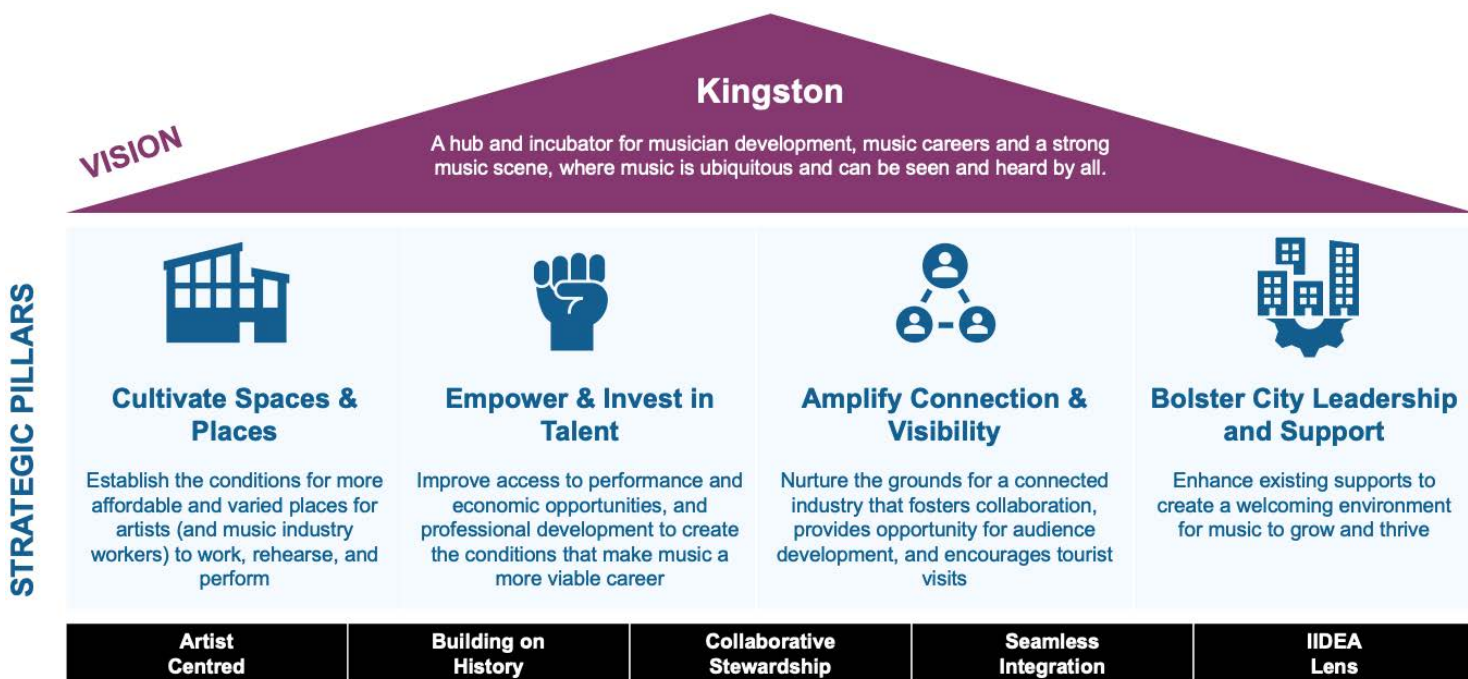 Kingston
VISION
A hub and incubator for musician development, music careers and a strong
music scene, where music is ubiquitous and can be seen and heard by all.
STRATEGIC PILLARS
Cultivate Spaces &
Places
Establish the conditions for more
affordable and varied places for
artists (and music industry
workers) to work, rehearse, and
perform
Empower & Invest in
Talent
Improve access to performance and
economic opportunities, and
professional development to create
the conditions that make music a
more viable career
Amplify Connection &
Visibility
Nurture the grounds for a connected
industry that fosters collaboration,
provides opportunity for audience
development, and encourages tourist
visits
Bolster City Leadership
and Support
Enhance existing supports to
create a welcoming environment
for music to grow and thrive
Artist
Centred
Building on
History
Collaborative
Stewardship
Seamless
Integration
IIDEA
Lens